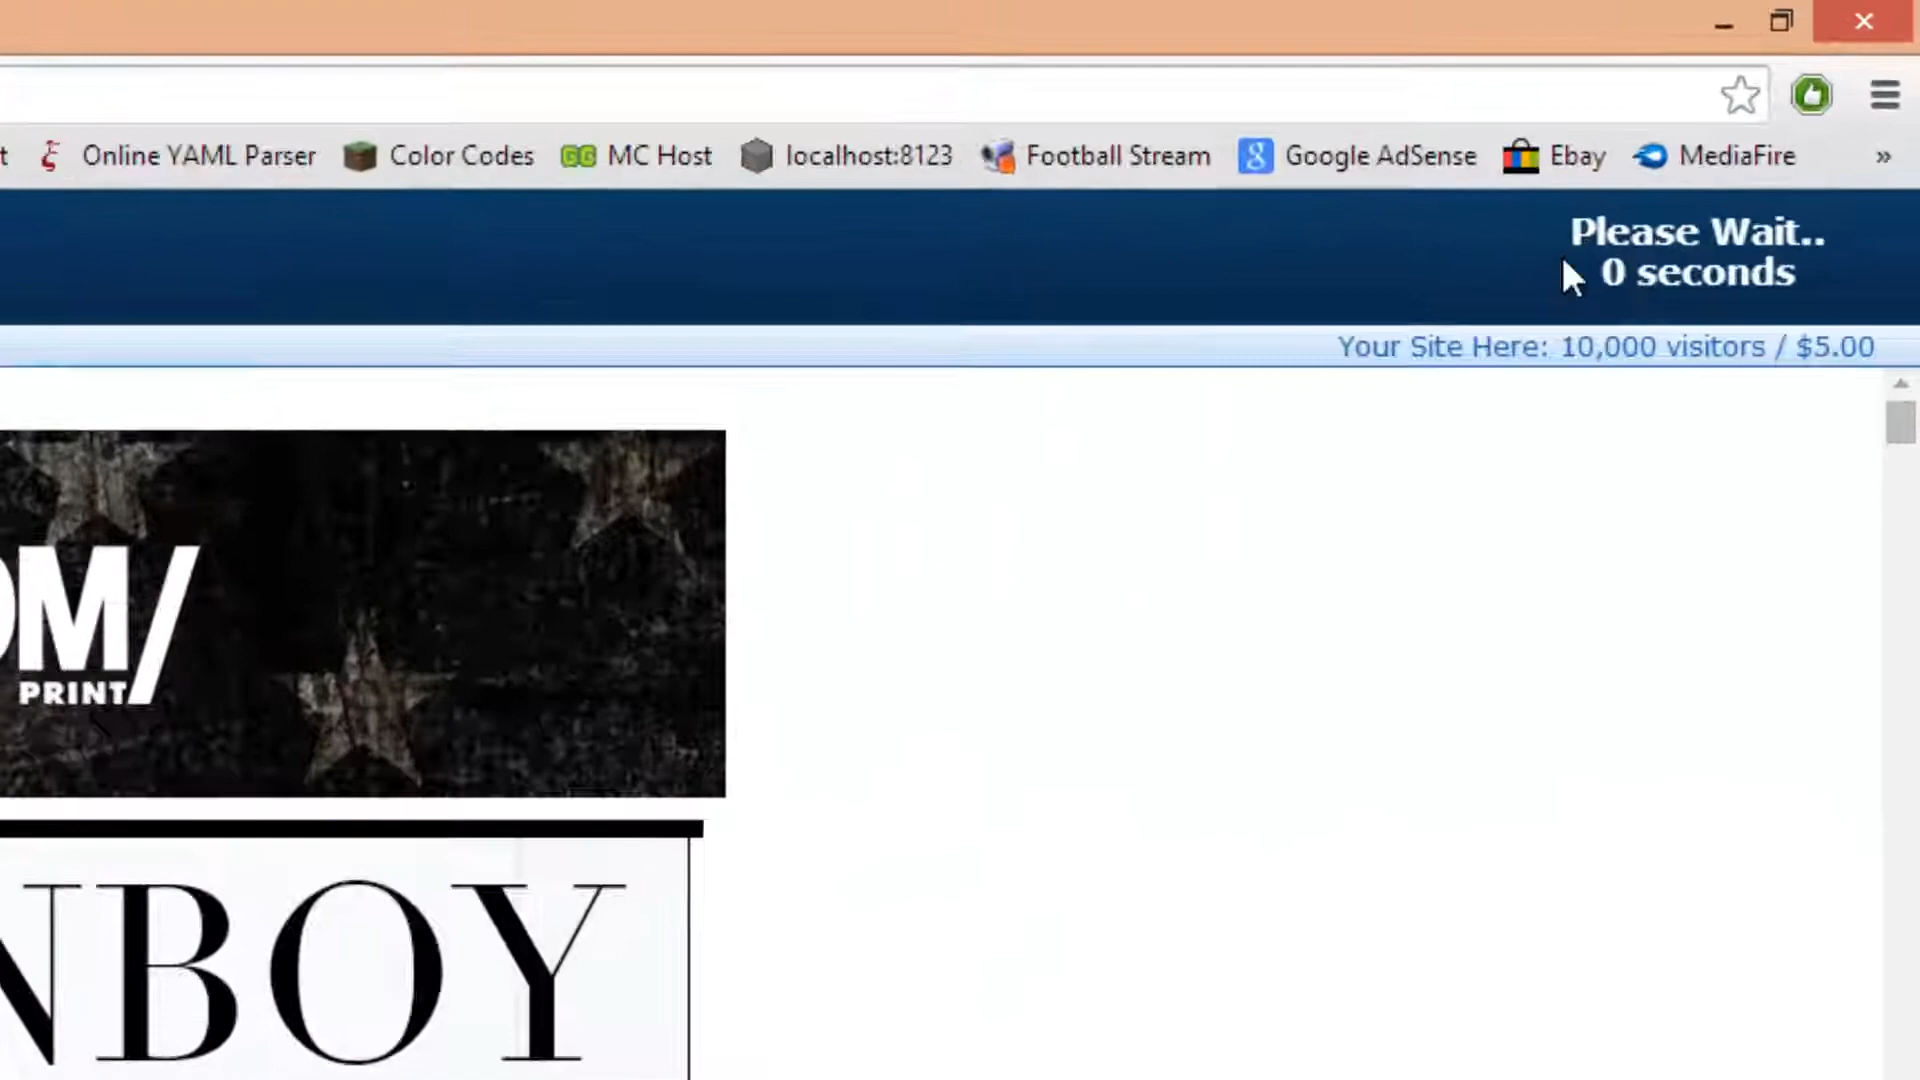 t Online YAML Parser Color Codes MC Host localhost:8123 Football Stream Google AdSense Ebay MediaFire »
Please Wait..
0 seconds
Your Site Here: 10,000 visitors / $5.00
OM/
PRINT
NBOY